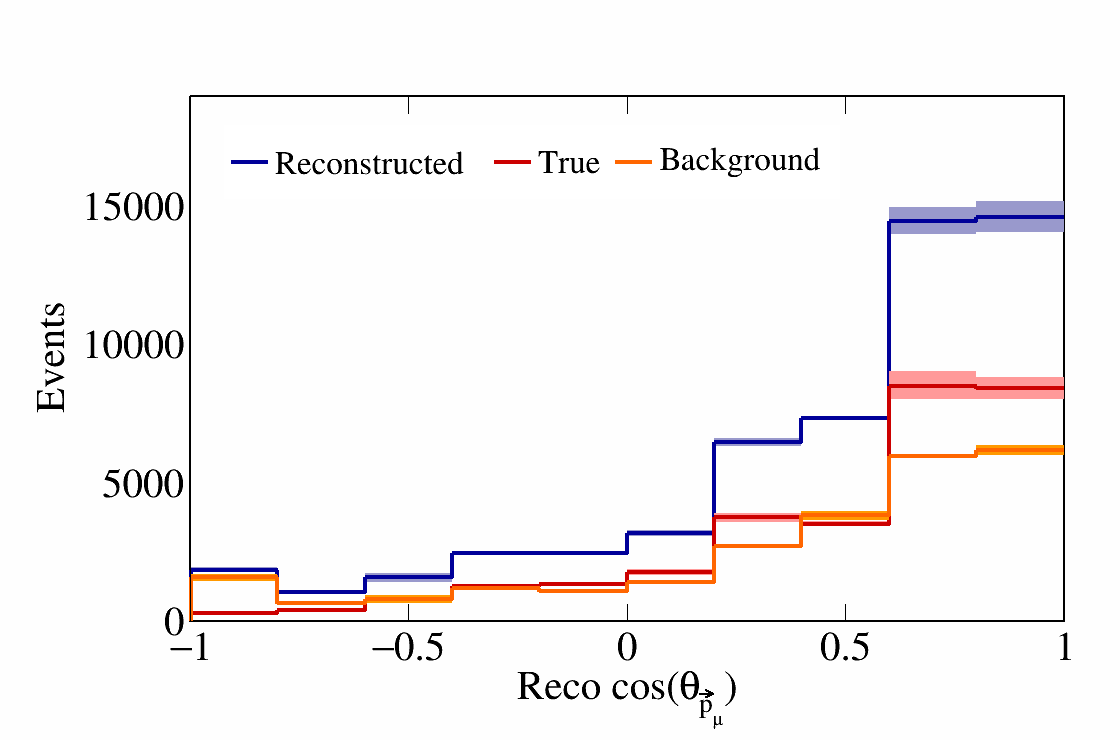 Reconstructed True Background
15000
10000
5000
0
Events
−1 −0.5 0 0.5 1
Reco cos(θp⃗μ)